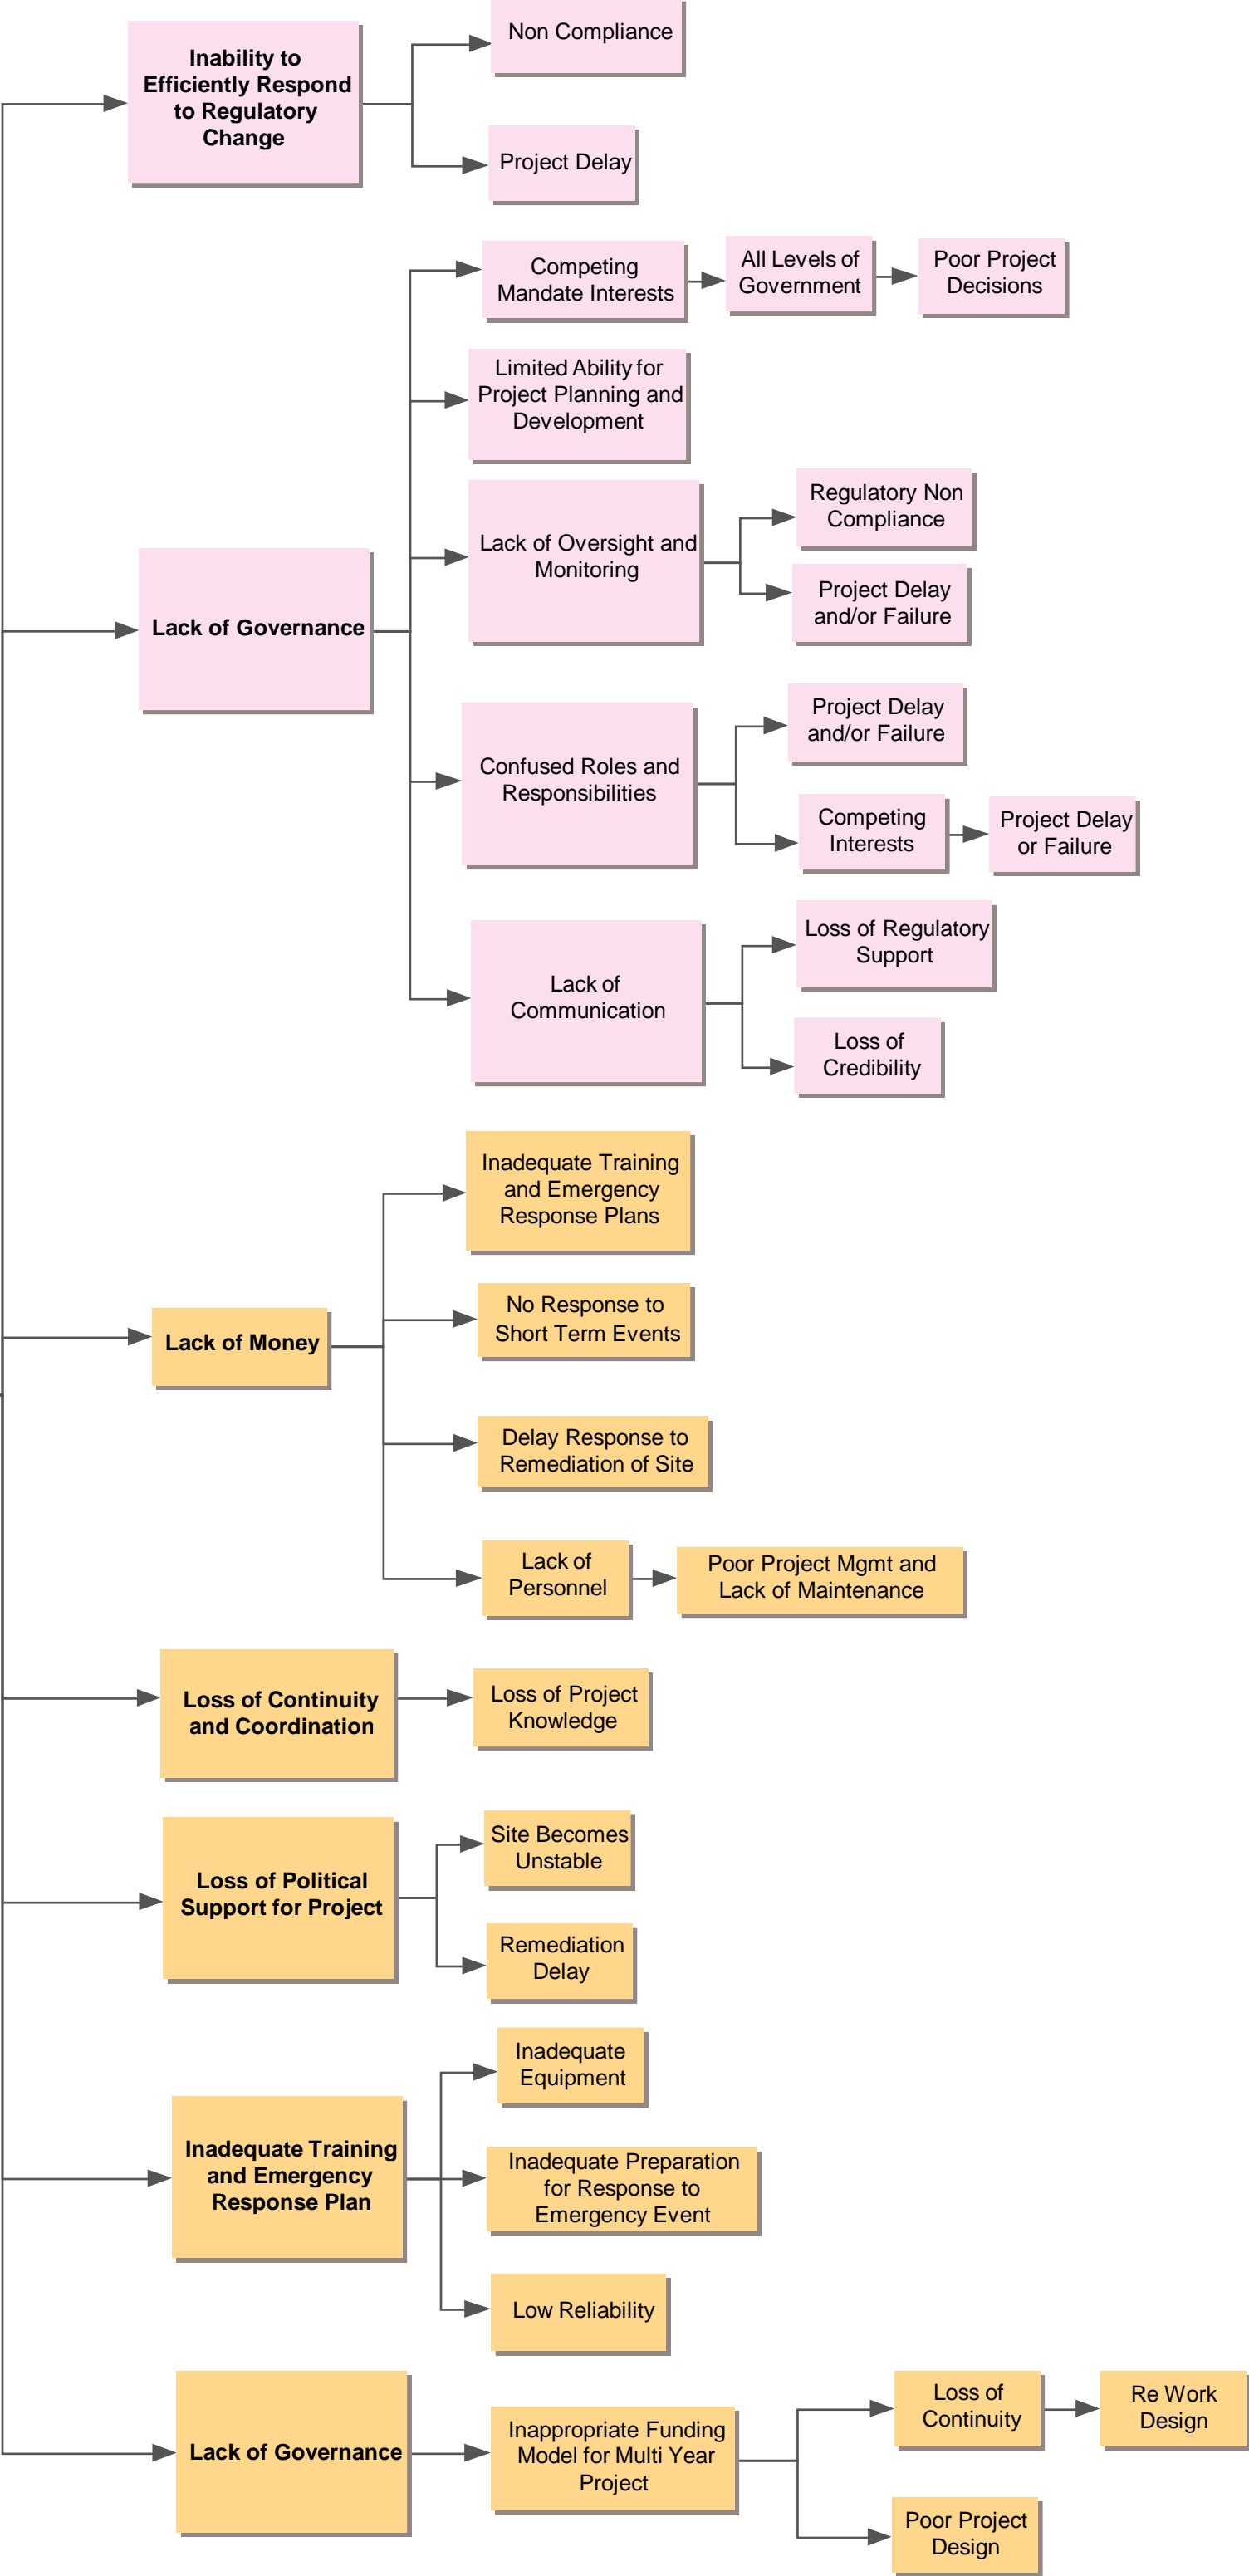 Inability to
Efficiently Respond
to Regulatory
Change
Non Compliance
Project Delay
Lack of Governance
Competing
Mandate Interests
All Levels of
Government
Poor Project
Decisions
Limited Ability for
Project Planning and
Development
Lack of Oversight and
Monitoring
Regulatory Non
Compliance
Project Delay
and/or Failure
Confused Roles and
Responsibilities
Project Delay
and/or Failure
Competing
Interests
Project Delay
or Failure
Lack of
Communication
Loss of Regulatory
Support
Loss of
Credibility
Lack of Money
Inadequate Training
and Emergency
Response Plans
No Response to
Short Term Events
Delay Response to
Remediation of Site
Lack of
Personnel
Poor Project Mgmt and
Lack of Maintenance
Loss of Continuity
and Coordination
Loss of Project
Knowledge
Loss of Political
Support for Project
Site Becomes
Unstable
Remediation
Delay
Inadequate Training
and Emergency
Response Plan
Inadequate
Equipment
Inadequate Preparation
for Response to
Emergency Event
Low Reliability
Lack of Governance
Inappropriate Funding
Model for Multi Year
Project
Loss of
Continuity
Re Work
Design
Poor Project
Design